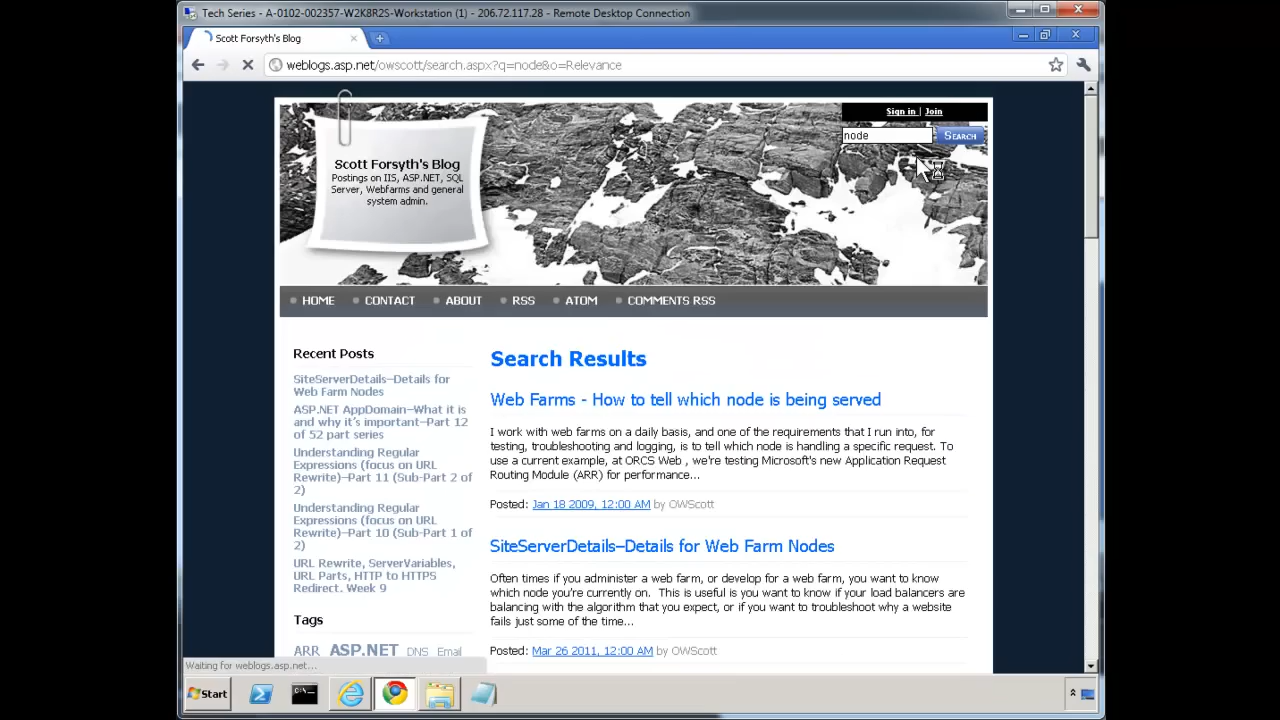 Tech Series - A-0102-002357-W2K8R2S-Workstation (1) - 206.72.117.28 - Remote Desktop Connection
Scott Forsyth's Blog
weblogs.asp.net/owscott/search.aspx?q=node&o=Relevance
Sign in | Join
node
Search
Scott Forsyth's Blog
Postings on IIS, ASP.NET, SQL
Server, Webfarms and general
system admin.
HOME
CONTACT
ABOUT
RSS
ATOM
COMMENTS RSS
Recent Posts
SiteServerDetails–Details for
Web Farm Nodes
ASP.NET AppDomain–What it is
and why it's important–Part 12
of 52 part series
Understanding Regular
Expressions (focus on URL
Rewrite)–Part 11 (Sub-Part 2 of
2)
Understanding Regular
Expressions (focus on URL
Rewrite)–Part 10 (Sub-Part 1 of
2)
URL Rewrite, ServerVariables,
URL Parts, HTTP to HTTPS
Redirect. Week 9
Tags
ARR ASP.NET DNS Email
Search Results
Web Farms - How to tell which node is being served
I work with web farms on a daily basis, and one of the requirements that I run into, for
testing, troubleshooting and logging, is to tell which node is handling a specific request. To
use a current example, at ORCS Web , we're testing Microsoft's new Application Request
Routing Module (ARR) for performance...
Posted: Jan 18 2009, 12:00 AM by OWScott
SiteServerDetails–Details for Web Farm Nodes
Often times if you administer a web farm, or develop for a web farm, you want to know
which node you're currently on.  This is useful is you want to know if your load balancers are
balancing with the algorithm that you expect, or if you want to troubleshoot why a website
fails just some of the time...
Posted: Mar 26 2011, 12:00 AM by OWScott
Waiting for weblogs.asp.net...
Start